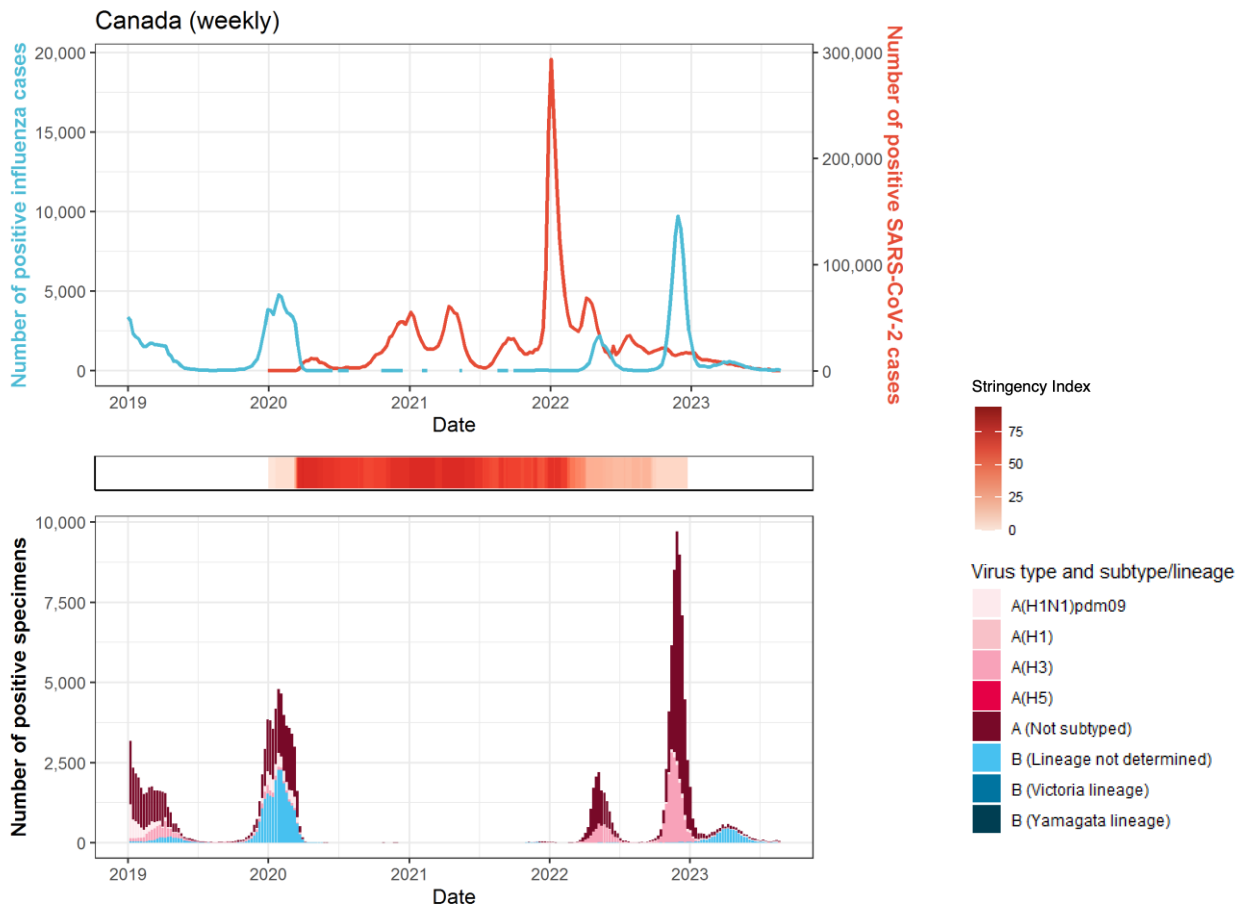 Canada (weekly)
Number of positive influenza cases
20,000
15,000
10,000
5,000
0
Number of positive SARS-CoV-2 cases
300,000
200,000
100,000
0
2019 2020 2021 2022 2023
Date
Stringency Index
75
50
25
0
Number of positive specimens
10,000
7,500
5,000
2,500
0
2019 2020 2021 2022 2023
Date
Virus type and subtype/lineage
A(H1N1)pdm09
A(H1)
A(H3)
A(H5)
A (Not subtyped)
B (Lineage not determined)
B (Victoria lineage)
B (Yamagata lineage)